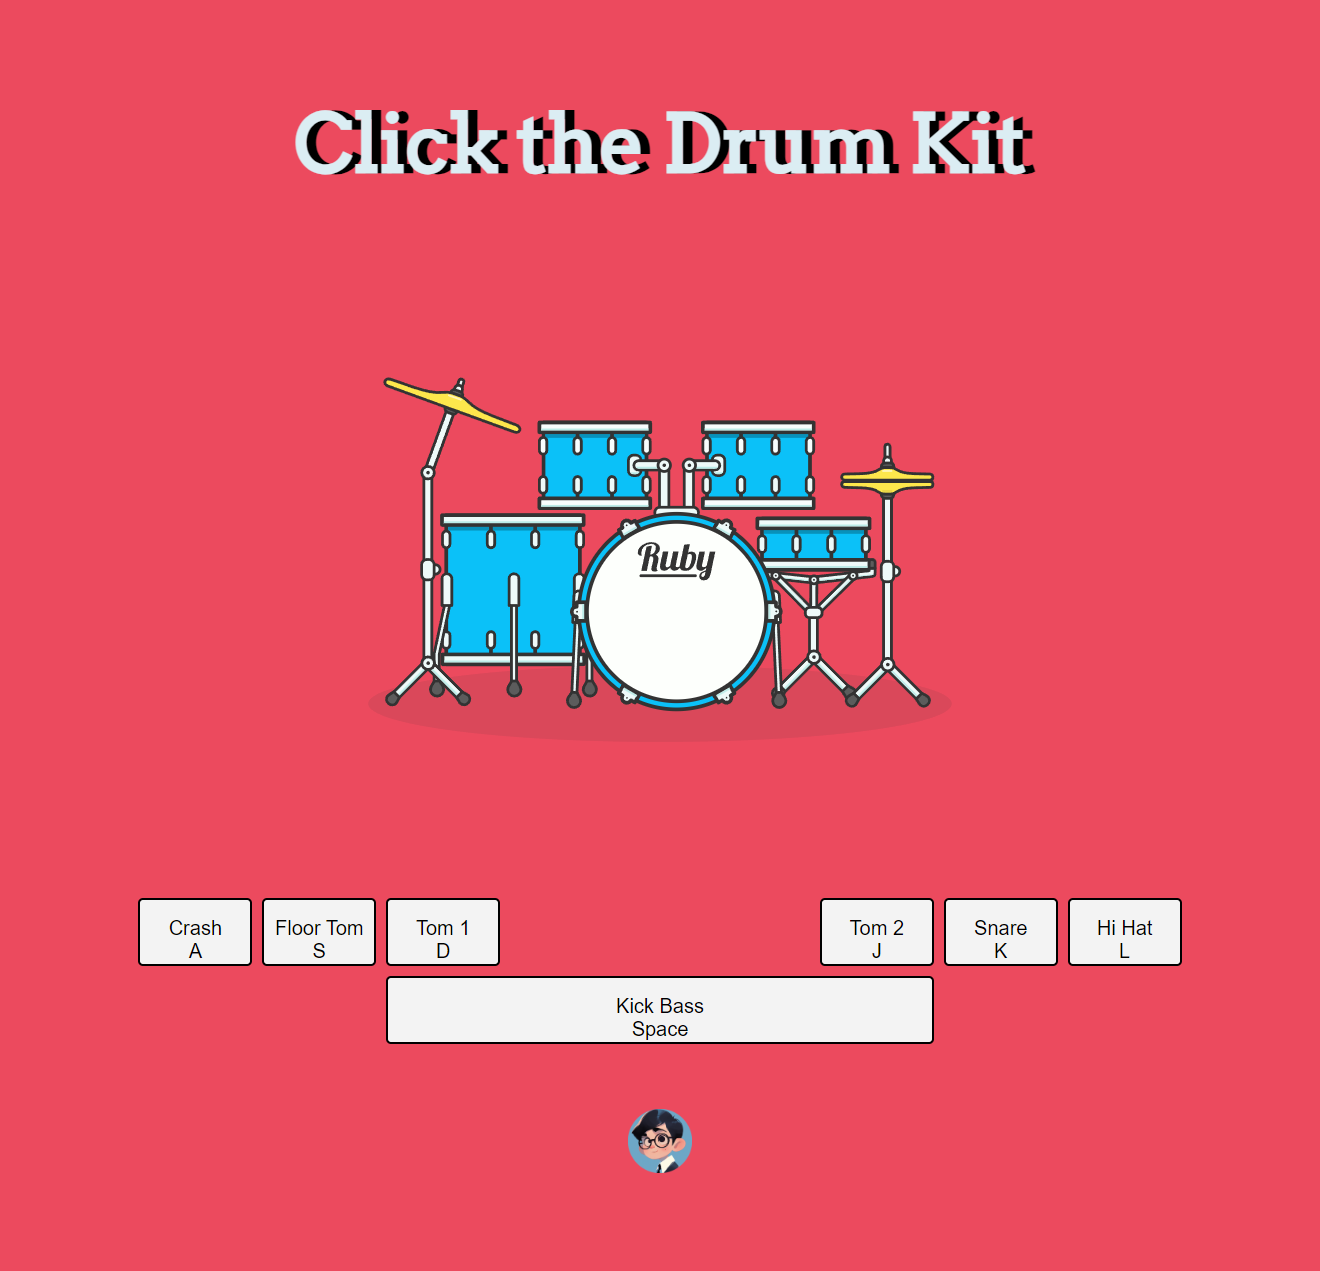 Click the Drum Kit
Ruby
Crash
A
Floor Tom
S
Tom 1
D
Tom 2
J
Snare
K
Hi Hat
L
Kick Bass
Space